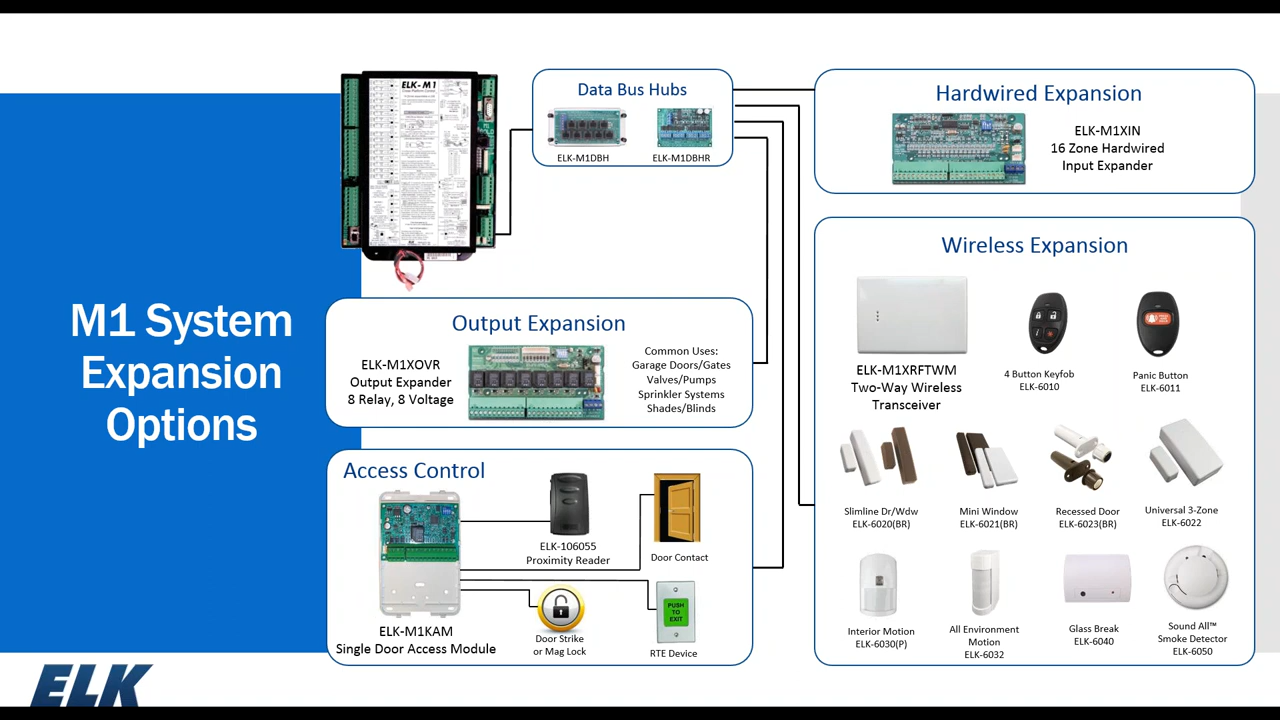 M1 System
Expansion
Options
ELK
ELK-M1
Data Bus Hubs
ELK-M1DBH
ELK-M1DBHR
Hardwired Expansion
ELK-M1XIN
16 Zone Hardwired
Input Expander
Output Expansion
ELK-M1XOVR
Output Expander
8 Relay, 8 Voltage
Common Uses:
Garage Doors/Gates
Valves/Pumps
Sprinkler Systems
Shades/Blinds
Access Control
ELK-M1KAM
Single Door Access Module
ELK-106055
Proximity Reader
Door Contact
Door Strike
or Mag Lock
PUSH
TO
EXIT
RTE Device
Wireless Expansion
ELK-M1XRFTWM
Two-Way Wireless
Transceiver
4 Button Keyfob
ELK-6010
Panic Button
ELK-6011
Slimline Dr/Wdw
ELK-6020(BR)
Mini Window
ELK-6021(BR)
Recessed Door
ELK-6023(BR)
Universal 3-Zone
ELK-6022
Interior Motion
ELK-6030(P)
All Environment
Motion
ELK-6032
Glass Break
ELK-6040
Sound All™
Smoke Detector
ELK-6050